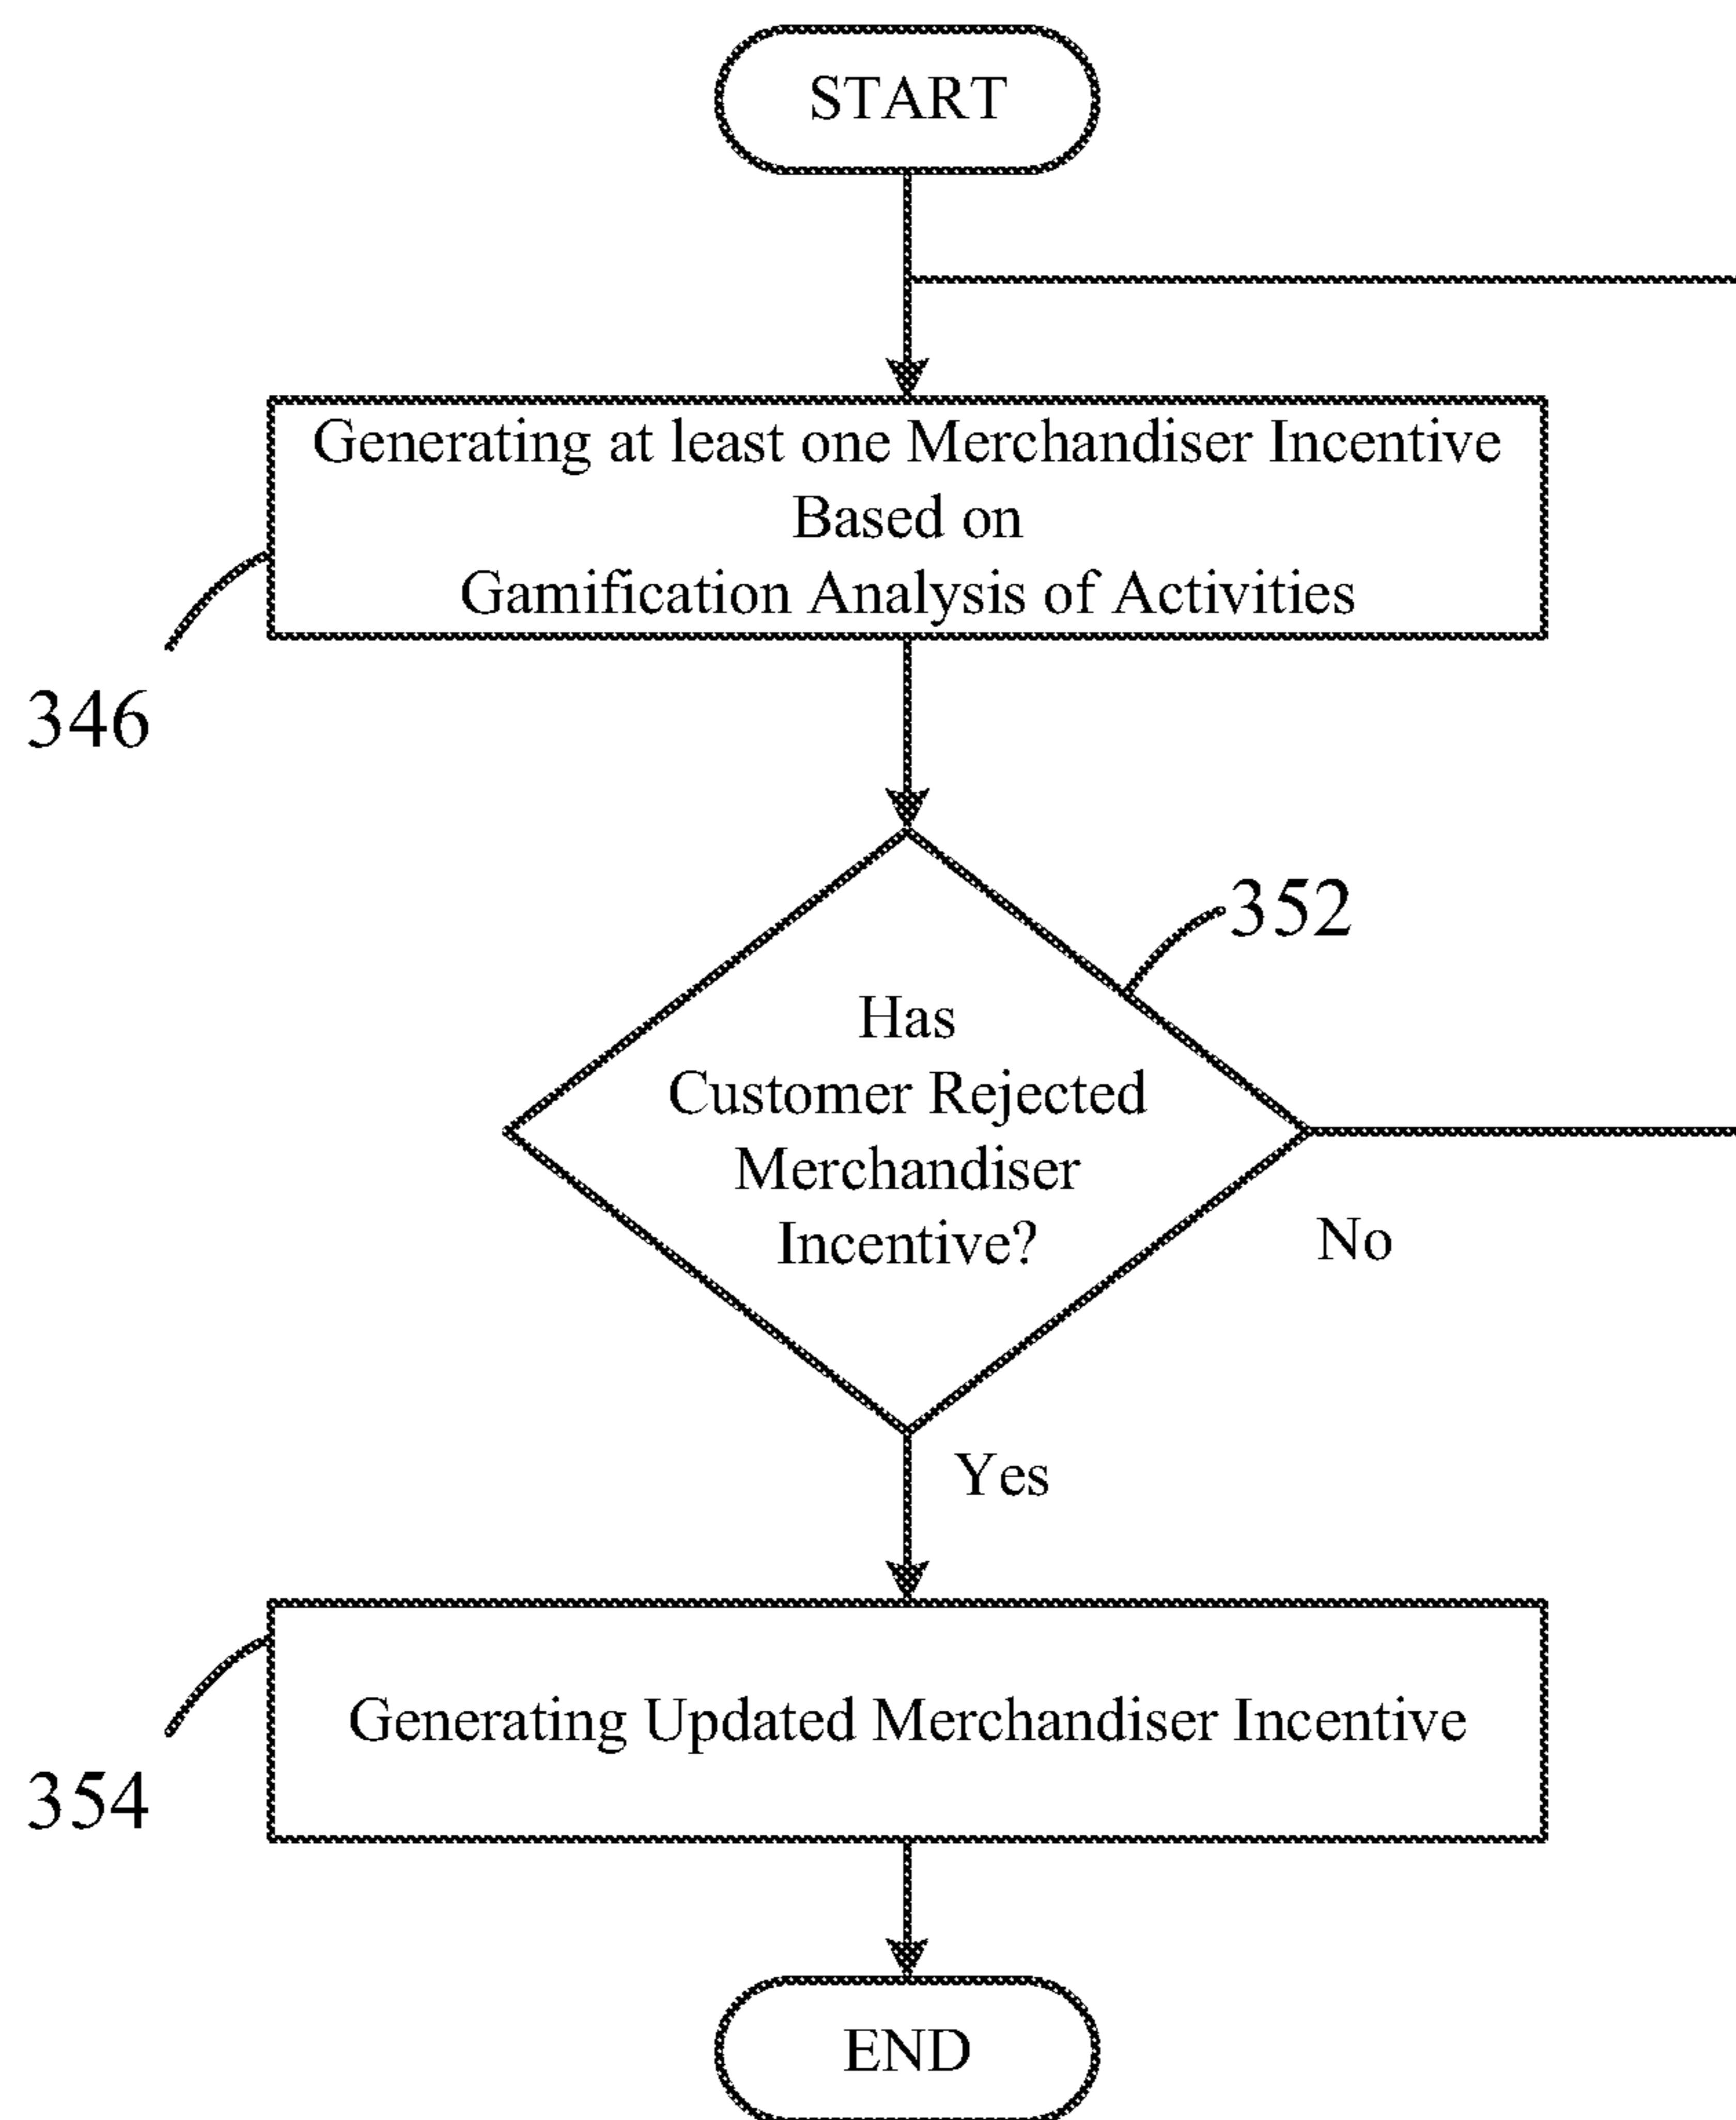 START
Generating at least one Merchandiser Incentive
Based on
Gamification Analysis of Activities
346
352
Has
Customer Rejected
Merchandiser
Incentive?
No
Yes
Generating Updated Merchandiser Incentive
354
END